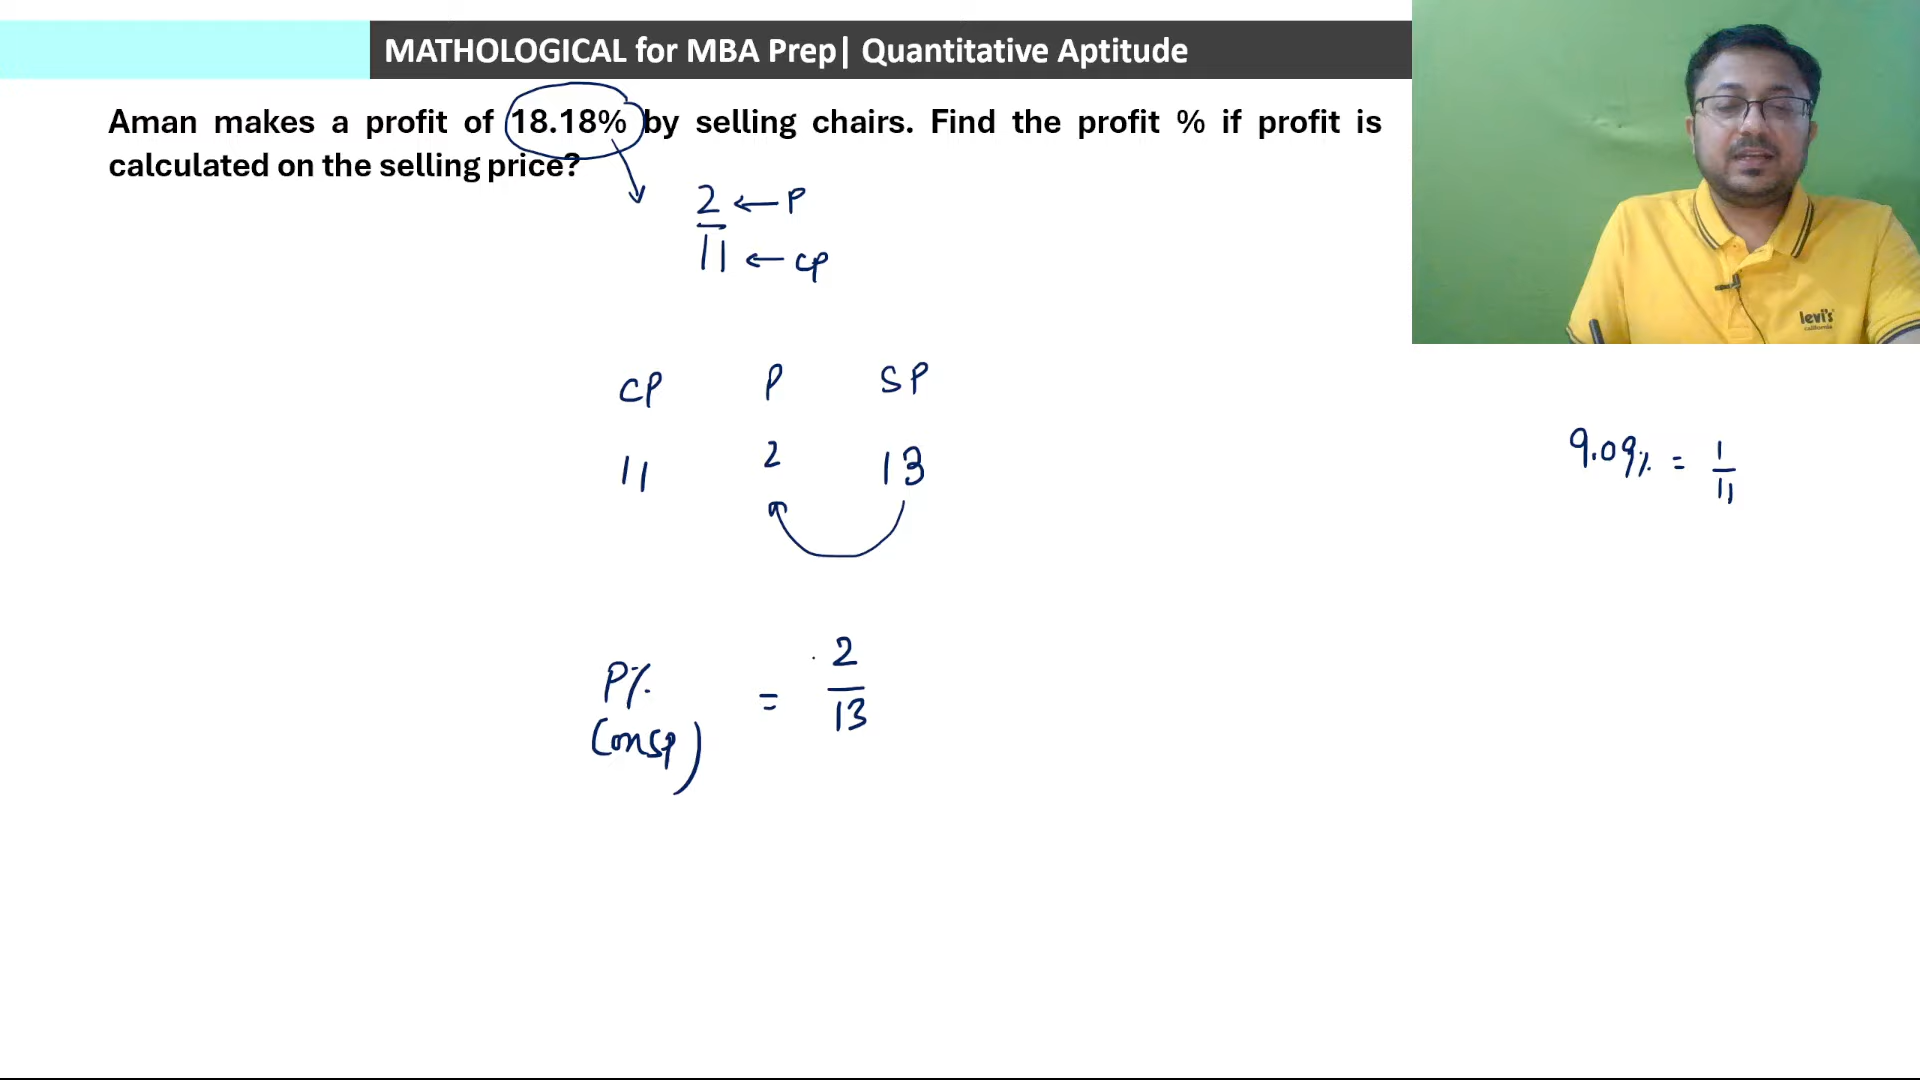 MATHOLOGICAL for MBA Prep| Quantitative Aptitude
Aman makes a profit of 18.18% by selling chairs. Find the profit % if profit is
calculated on the selling price?
2 ← P
11 ← CP
CP P SP
11 2 13
9.09% = 1/11
P% = 2/13
(on SP)
levi's
california